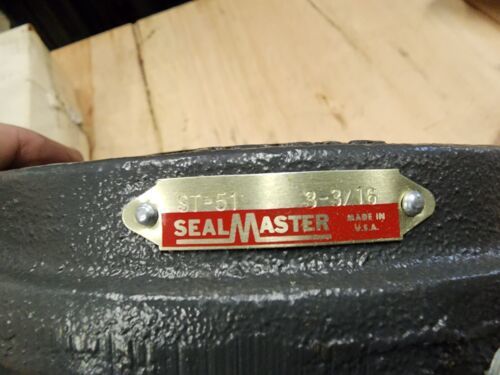 ST-51 3-3/16
SEALMASTER MADE IN
U.S.A.